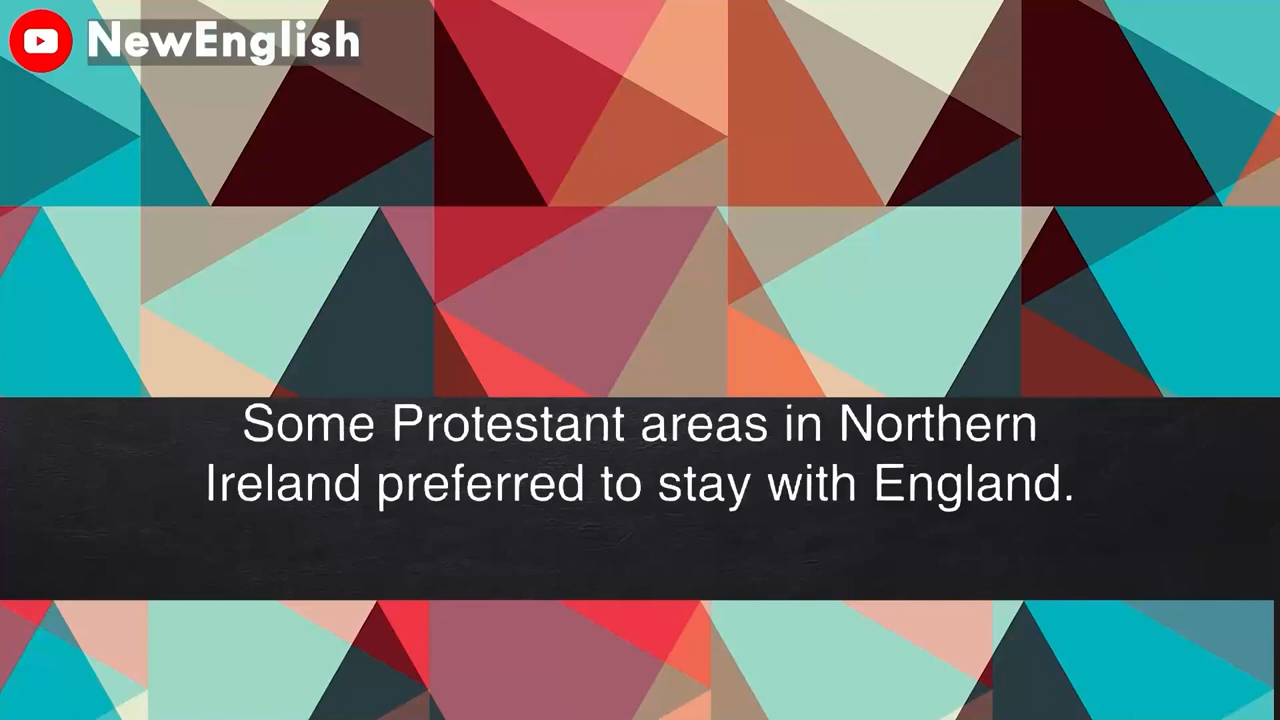 NewEnglish
Some Protestant areas in Northern
Ireland preferred to stay with England.